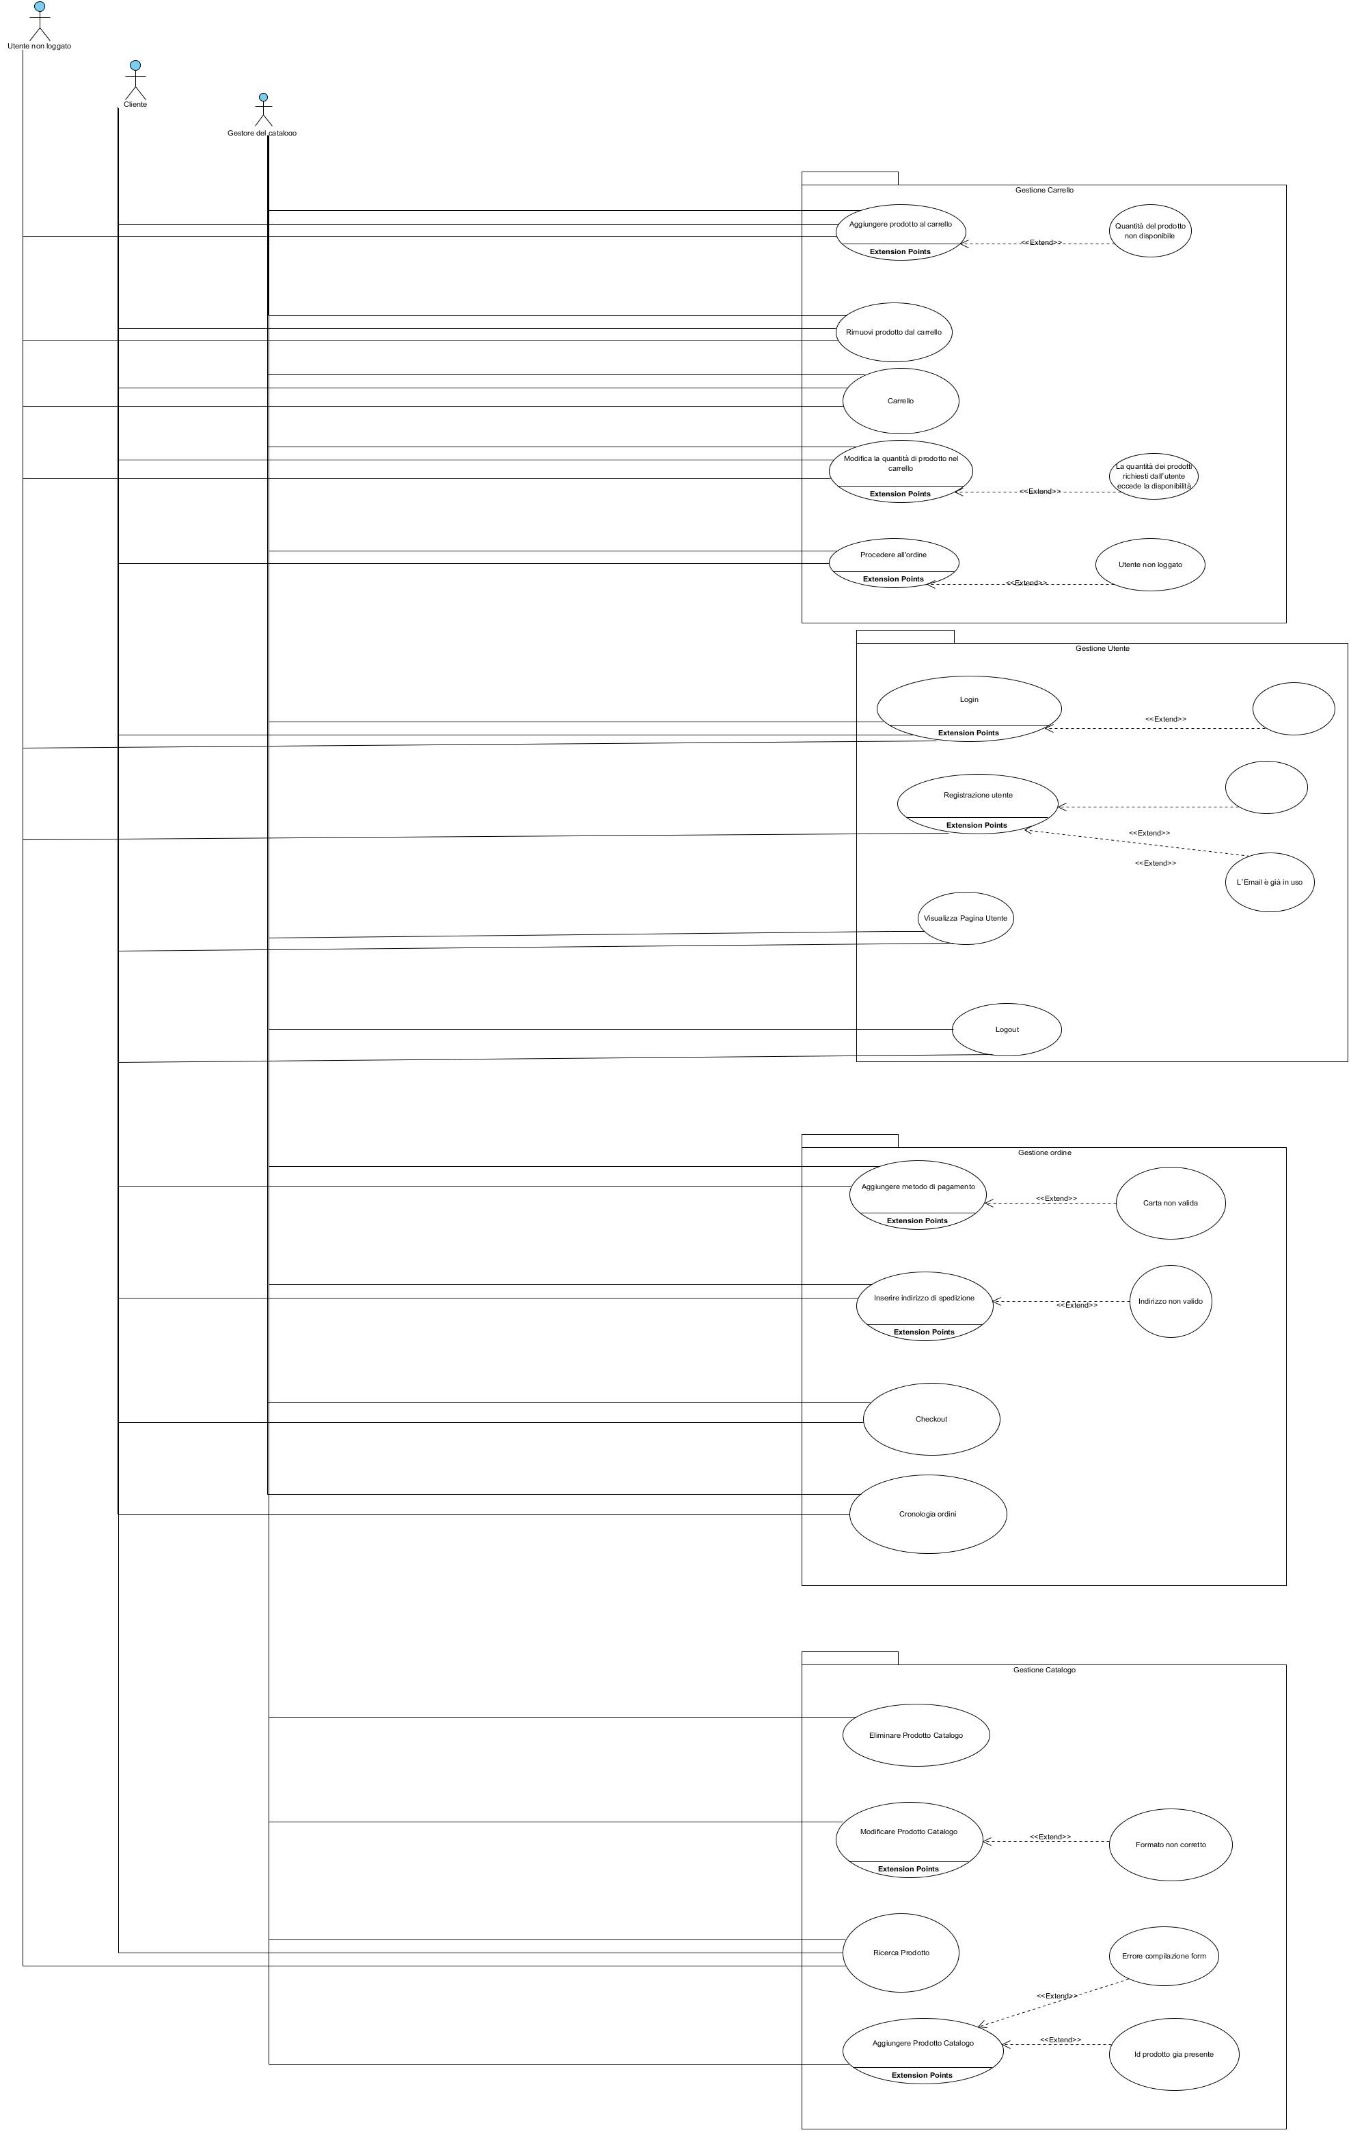 Utente non loggato
Cliente
Gestore del catalogo
Gestione Carrello
Aggiungere prodotto al carrello
Extension Points
<<Extend>>
Quantità del prodotto
non disponibile
Rimuovi prodotto dal carrello
Carrello
Modifica la quantità di prodotto nel
carrello
Extension Points
<<Extend>>
La quantità dei prodotti
richiesti dall'utente
eccede la disponibilità
Procedere all'ordine
Extension Points
<<Extend>>
Utente non loggato
Gestione Utente
Login
Extension Points
<<Extend>>
Registrazione utente
Extension Points
<<Extend>>
<<Extend>>
L'Email è già in uso
Visualizza Pagina Utente
Logout
Gestione ordine
Aggiungere metodo di pagamento
Extension Points
<<Extend>>
Carta non valida
Inserire indirizzo di spedizione
Extension Points
<<Extend>>
Indirizzo non valido
Checkout
Cronologia ordini
Gestione Catalogo
Eliminare Prodotto Catalogo
Modificare Prodotto Catalogo
Extension Points
<<Extend>>
Formato non corretto
Ricerca Prodotto
Errore compilazione form
<<Extend>>
Aggiungere Prodotto Catalogo
Extension Points
<<Extend>>
Id prodotto gia presente